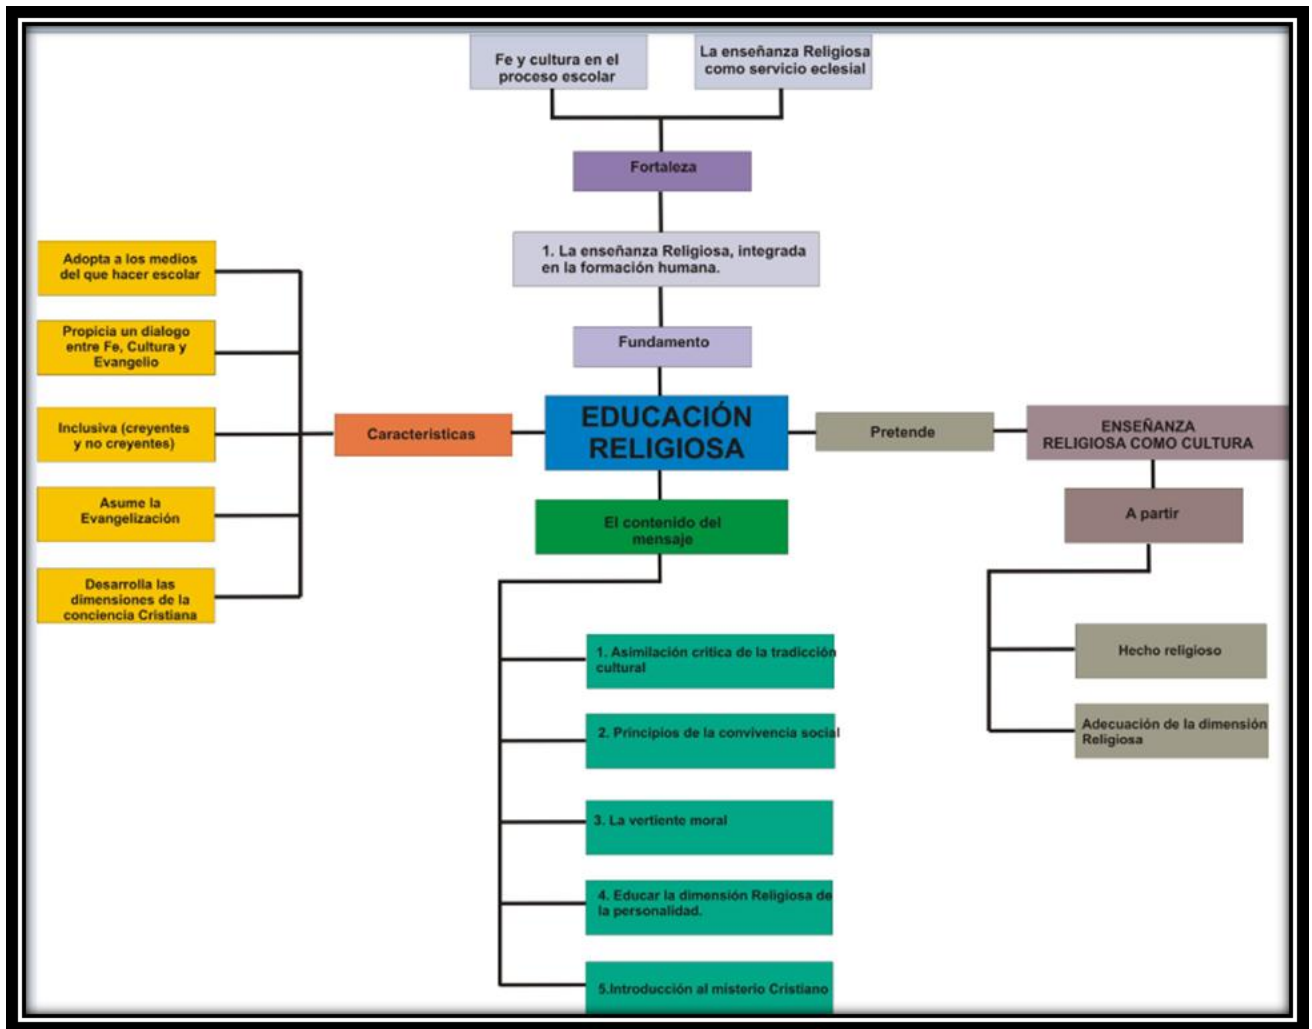 Fe y cultura en el
proceso escolar
La enseñanza Religiosa
como servicio eclesial
Fortaleza
1. La enseñanza Religiosa, integrada
en la formación humana.
Fundamento
Adopta a los medios
del que hacer escolar
Propicia un dialogo
entre Fe, Cultura y
Evangelio
Inclusiva (creyentes
y no creyentes)
Asume la
Evangelización
Desarrolla las
dimensiones de la
conciencia Cristiana
Caracteristicas
EDUCACIÓN
RELIGIOSA
Pretende
ENSEÑANZA
RELIGIOSA COMO CULTURA
A partir
Hecho religioso
Adecuación de la dimensión
Religiosa
El contenido del
mensaje
1. Asimilación critica de la tradicción
cultural
2. Principios de la convivencia social
3. La vertiente moral
4. Educar la dimensión Religiosa de
la personalidad.
5.Introducción al misterio Cristiano